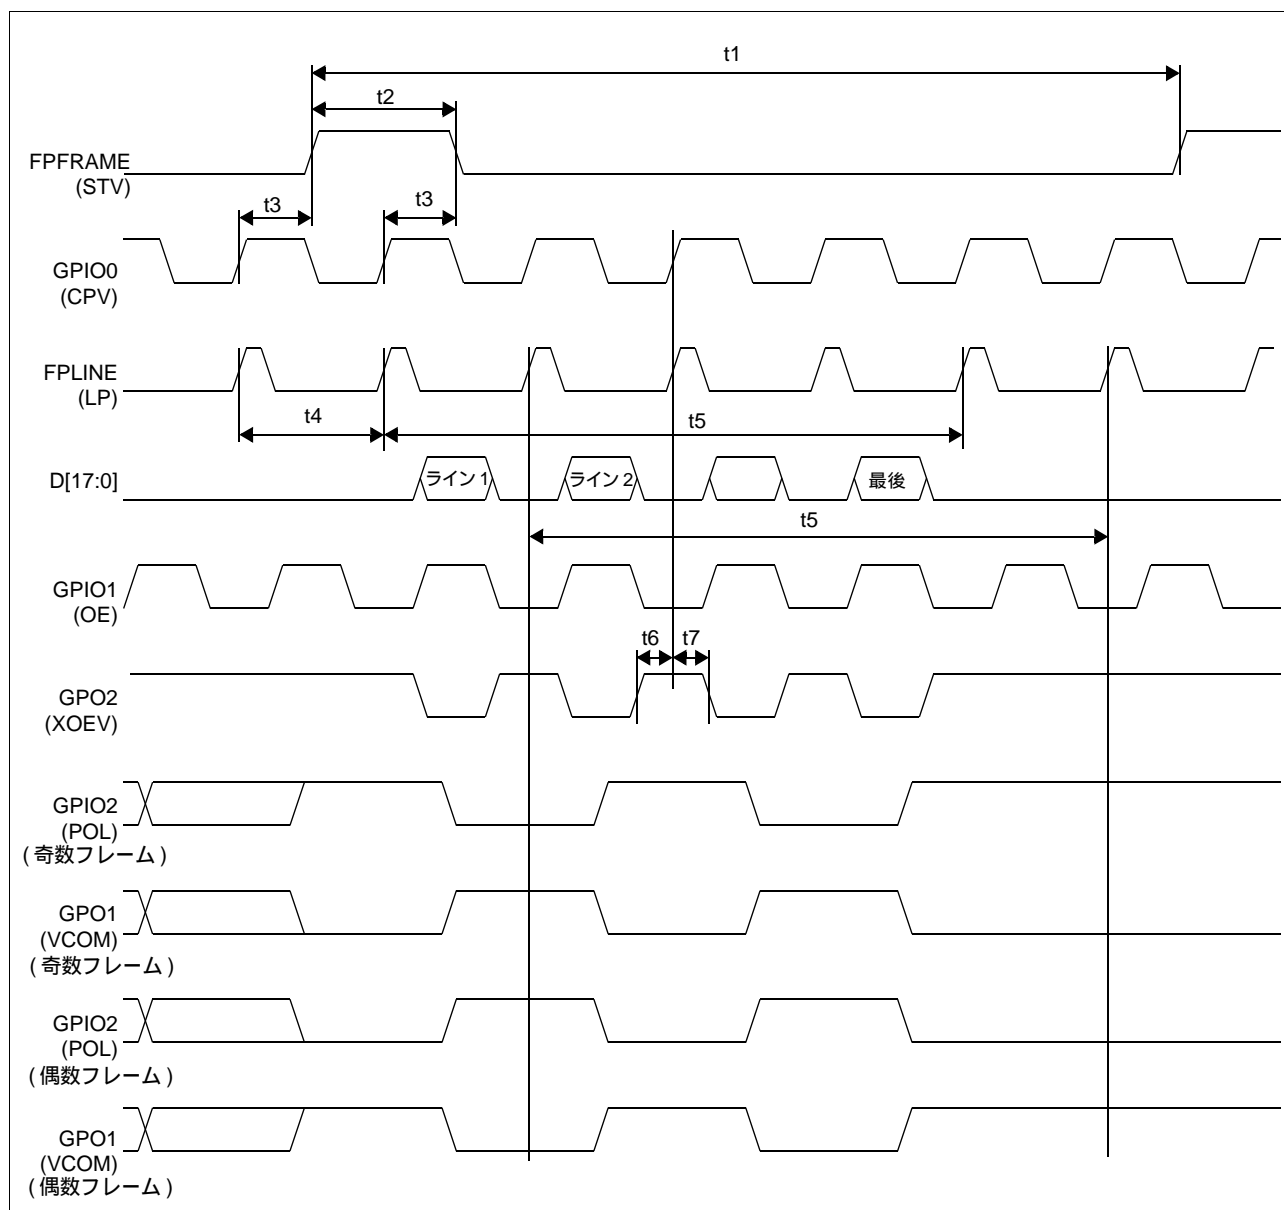 t1
t2
FPFRAME
(STV)
t3
t3
GPIO0
(CPV)
FPLINE
(LP)
t4
t5
D[17:0]
ライン 1
ライン 2
最後
t5
GPIO1
(OE)
t6
t7
GPO2
(XOEV)
GPIO2
(POL)
( 奇数フレーム )
GPO1
(VCOM)
( 奇数フレーム )
GPIO2
(POL)
( 偶数フレーム )
GPO1
(VCOM)
( 偶数フレーム )